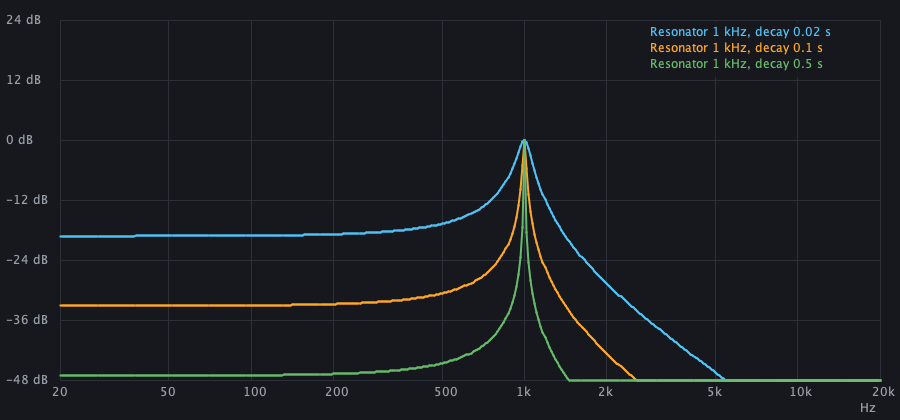 24 dB
Resonator 1 kHz, decay 0.02 s
Resonator 1 kHz, decay 0.1 s
Resonator 1 kHz, decay 0.5 s
12 dB
0 dB
−12 dB
−24 dB
−36 dB
−48 dB
20 50 100 200 500 1k 2k 5k 10k 20k
Hz